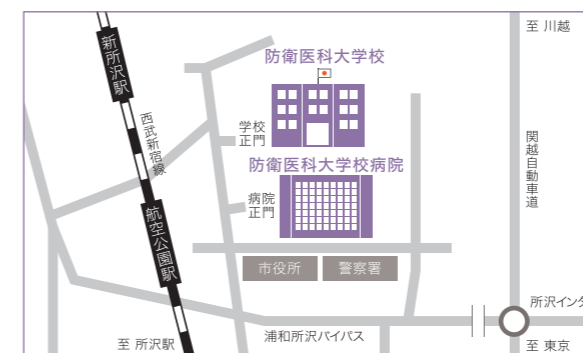 至 川越
新所沢駅
防衛医科大学校
学校
正門
西武新宿線
関越自動車道
防衛医科大学校病院
病院
正門
航空公園駅
市役所
警察署
所沢インタ
浦和所沢バイパス
至 所沢駅
至 東京